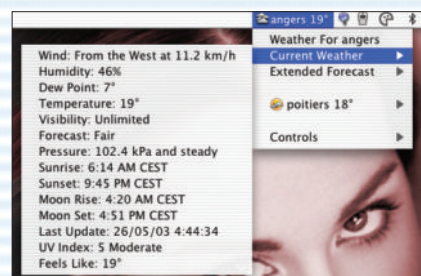 angers 19°
Weather For angers
Current Weather
Extended Forecast
poitiers 18°
Controls
Wind: From the West at 11.2 km/h
Humidity: 46%
Dew Point: 7°
Temperature: 19°
Visibility: Unlimited
Forecast: Fair
Pressure: 102.4 kPa and steady
Sunrise: 6:14 AM CEST
Sunset: 9:45 PM CEST
Moon Rise: 4:20 AM CEST
Moon Set: 4:51 PM CEST
Last Update: 26/05/03 4:44:34
UV Index: 5 Moderate
Feels Like: 19°